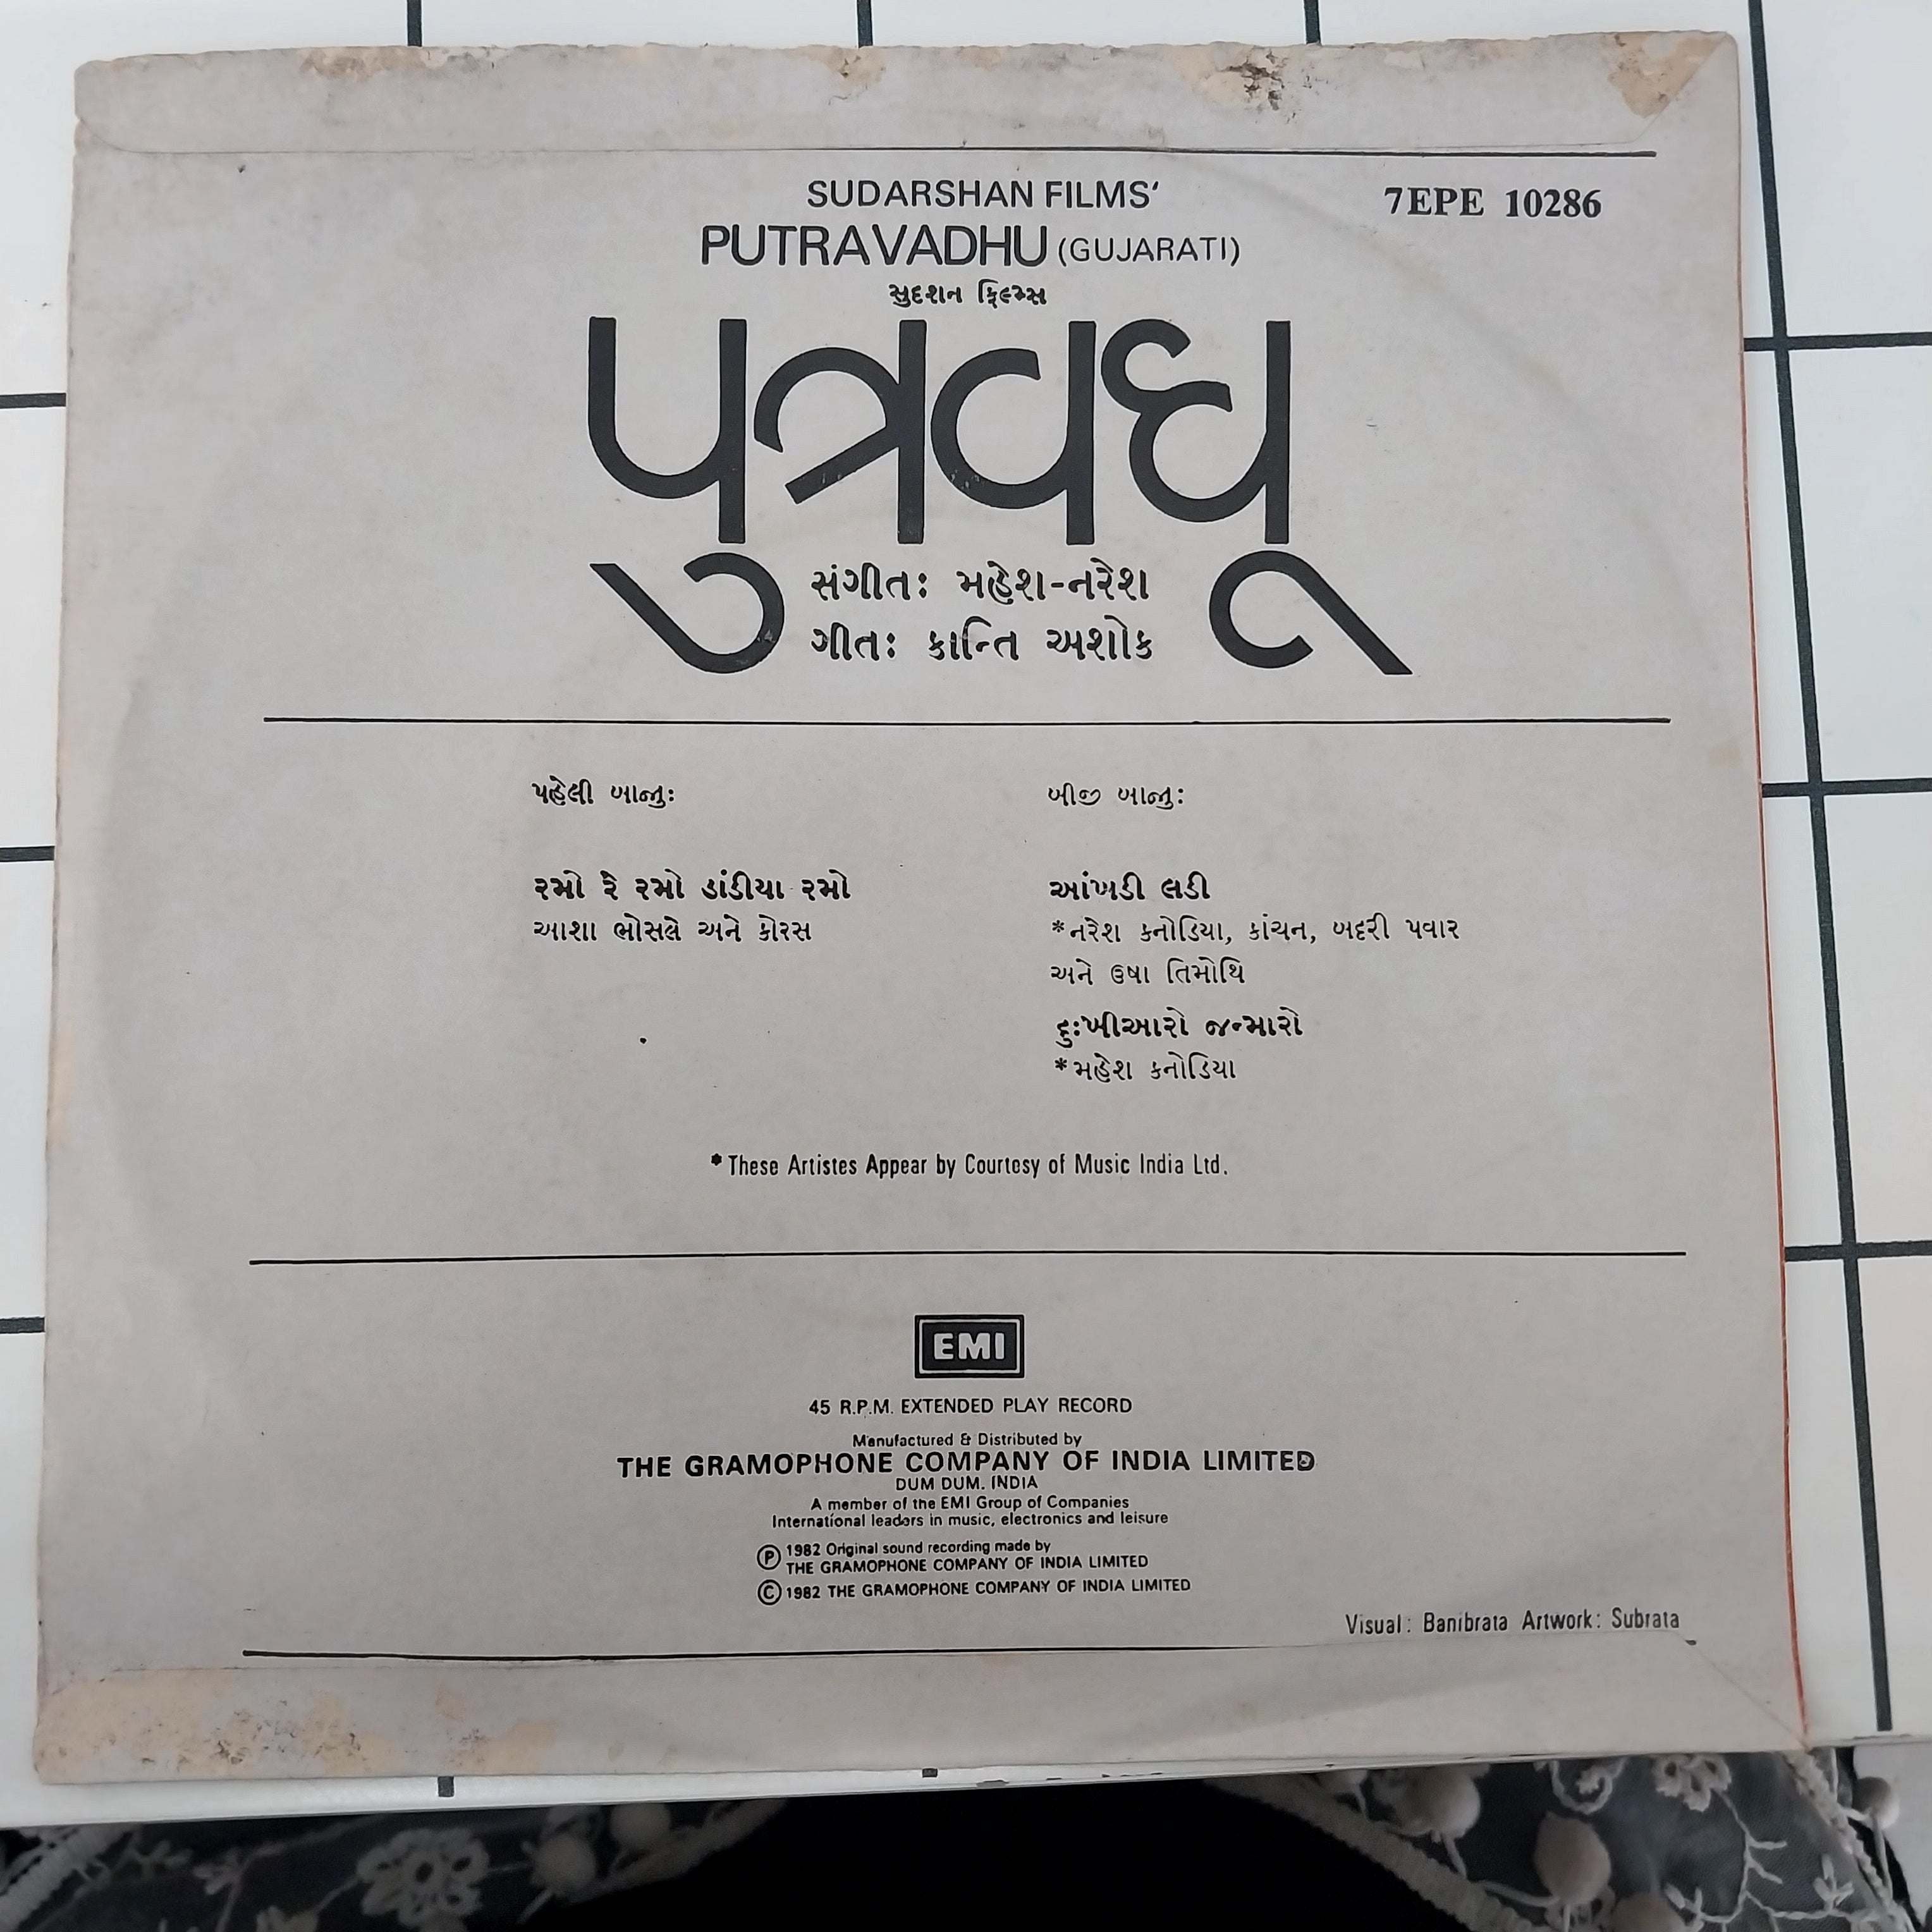 SUDARSHAN FILMS'
7EPE 10286
PUTRAVADHU (GUJARATI)
સુદશન ફિલ્મ્સ
પુત્રવધૂ
સંગીતઃ મહેશ-નરેશ
ગીતઃ કાન્તિ અશોક
પહેલી બાજુઃ
રમો રે રમો ડાંડીયા રમો
આશા ભોસલે અને કોરસ
બીજી બાજુઃ
આંખડી લડી
*નરેશ કનોડિયા, કાંચન, બદરી પવાર
અને ઉષા તિમોથિ
દુઃખીઆરો જન્મારો
*મહેશ કનોડિયા
* These Artistes Appear by Courtesy of Music India Ltd.
EMI
45 R.P.M. EXTENDED PLAY RECORD
Manufactured & Distributed by
THE GRAMOPHONE COMPANY OF INDIA LIMITED
DUM DUM. INDIA
A member of the EMI Group of Companies
International leaders in music, electronics and leisure
Ⓟ 1982 Original sound recording made by
THE GRAMOPHONE COMPANY OF INDIA LIMITED
© 1982 THE GRAMOPHONE COMPANY OF INDIA LIMITED
Visual : Banibrata Artwork : Subrata